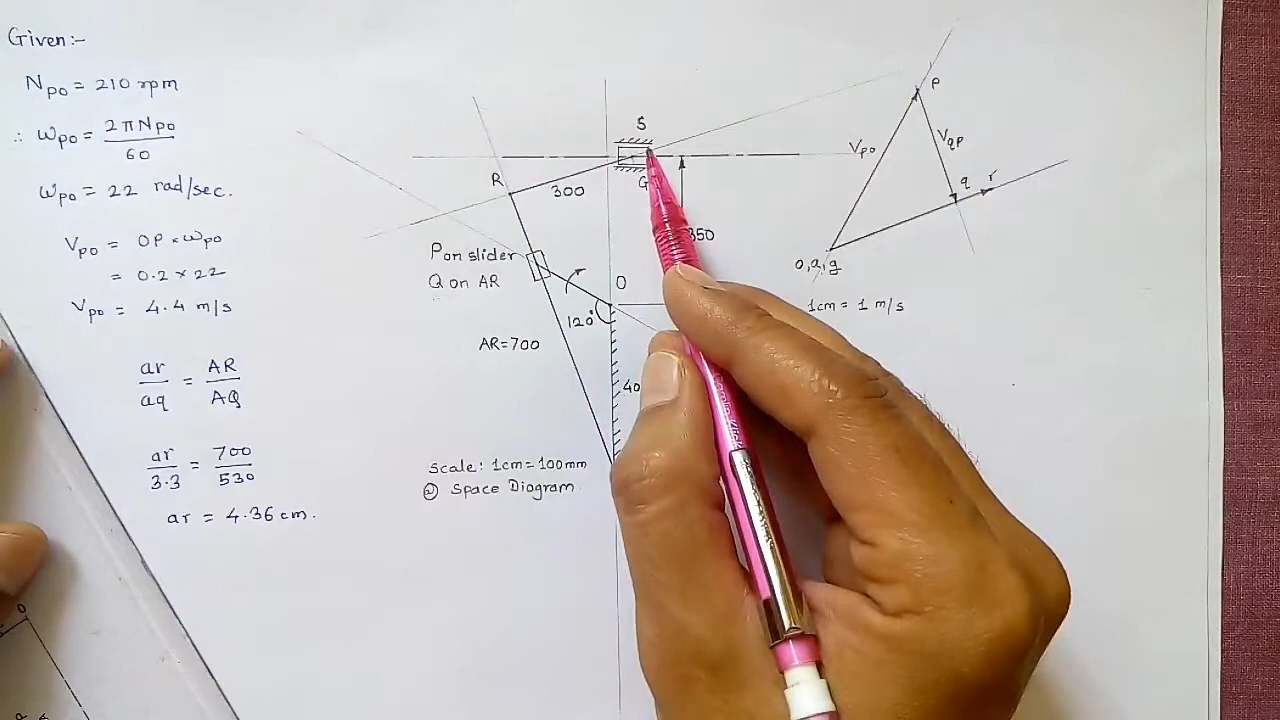 Given:-
Npo = 210 rpm
∴ ωpo = 2πNpo
60
ωpo = 22 rad/sec.
Vpo = OP × ωpo
= 0.2 × 22
Vpo = 4.4 m/s
ar = AR
aq AQ
ar = 700
3.3 530
ar = 4.36 cm.
S
R
300
G
350
P on slider
Q on AR
O
120°
AR=700
40
Scale: 1cm=100mm
Space Diagram
P
Vpo
Vqp
q
r
o,a,g
1cm = 1 m/s